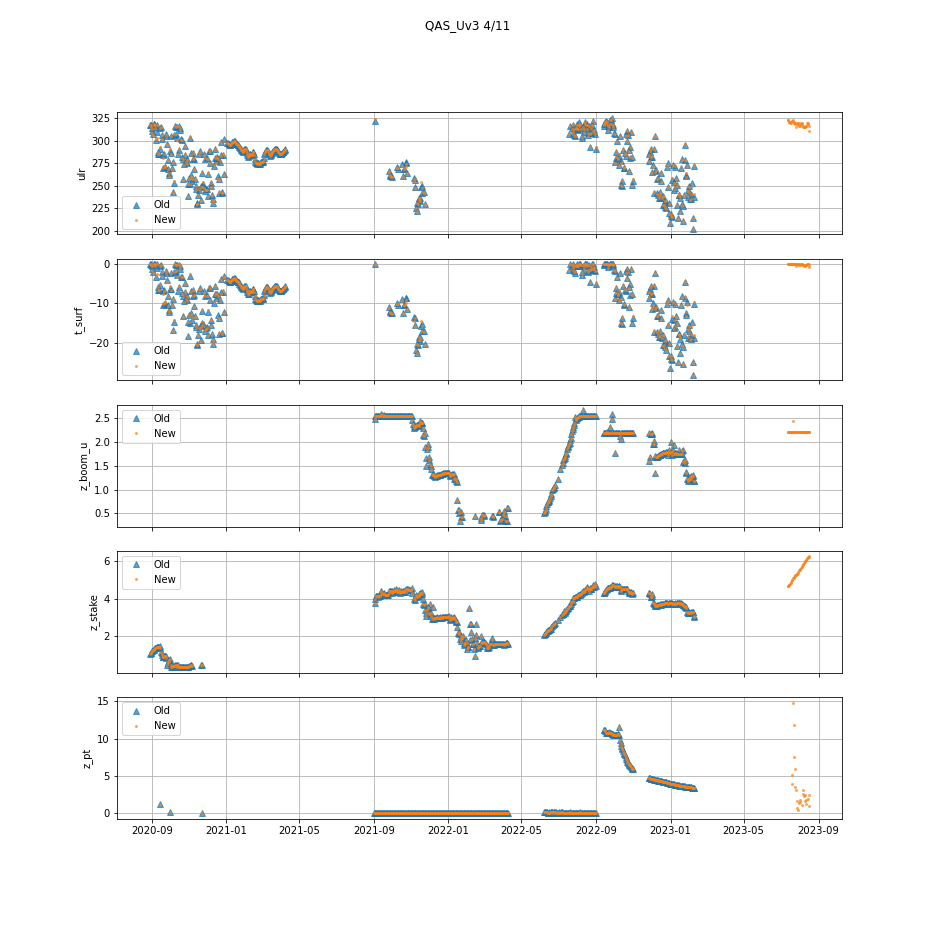 QAS_Uv3 4/11
325
300
275
250
225
200
ulr
Old
New
0
−10
−20
t_surf
Old
New
2.5
2.0
1.5
1.0
0.5
z_boom_u
Old
New
6
4
2
z_stake
Old
New
15
10
5
0
z_pt
Old
New
2020-09
2021-01
2021-05
2021-09
2022-01
2022-05
2022-09
2023-01
2023-05
2023-09